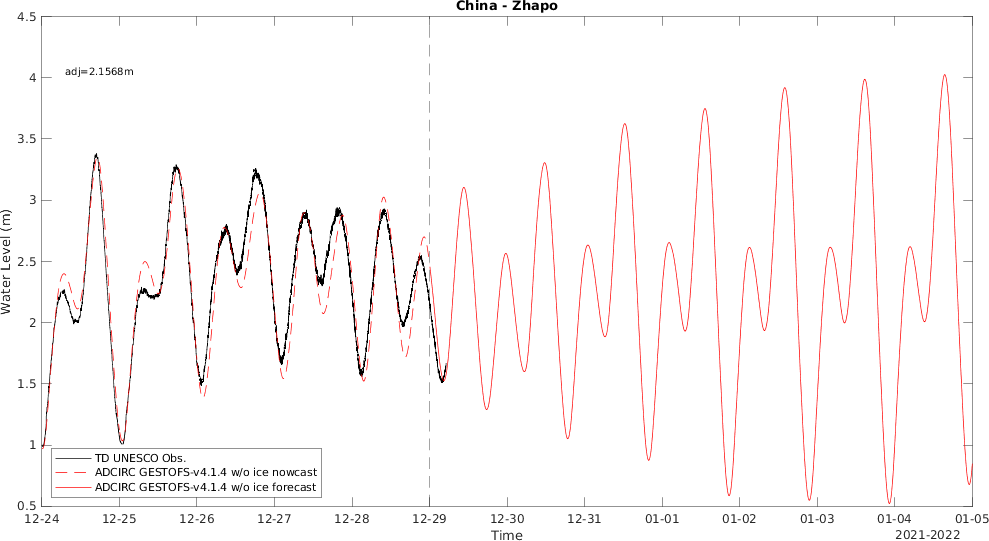 China - Zhapo
adj=2.1568m
Water Level (m)
4.5
4
3.5
3
2.5
2
1.5
1
0.5
TD UNESCO Obs.
ADCIRC GESTOFS-v4.1.4 w/o ice nowcast
ADCIRC GESTOFS-v4.1.4 w/o ice forecast
12-24 12-25 12-26 12-27 12-28 12-29 12-30 12-31 01-01 01-02 01-03 01-04 01-05
Time
2021-2022